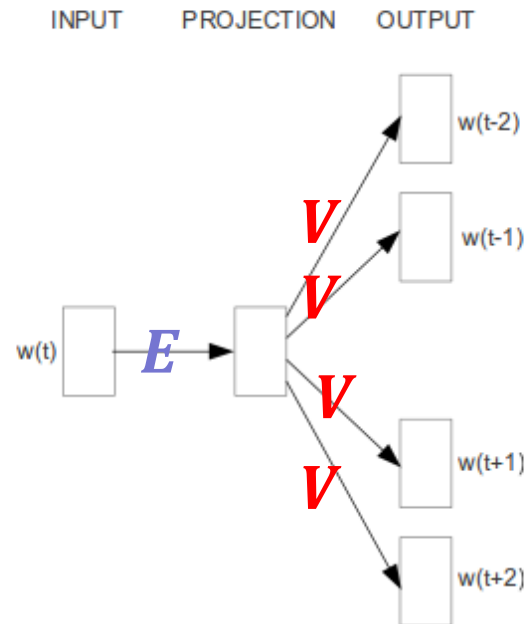 INPUT PROJECTION OUTPUT
w(t-2)
V
w(t-1)
V
w(t) E
V
w(t+1)
V
w(t+2)